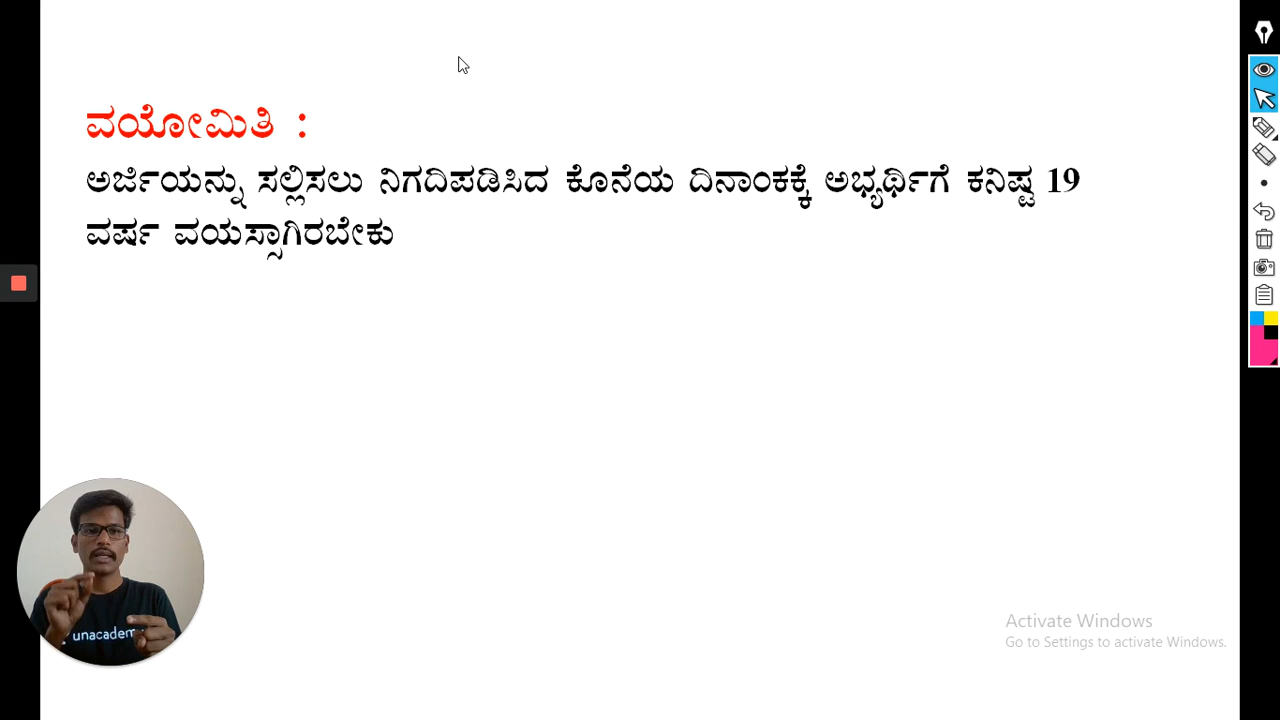 ವಯೋಮಿತಿ :
ಅರ್ಜಿಯನ್ನು ಸಲ್ಲಿಸಲು ನಿಗದಿಪಡಿಸಿದ ಕೊನೆಯ ದಿನಾಂಕಕ್ಕೆ ಅಭ್ಯರ್ಥಿಗೆ ಕನಿಷ್ಟ 19
ವರ್ಷ ವಯಸ್ಸಾಗಿರಬೇಕು
unacadem
Activate Windows
Go to Settings to activate Windows.